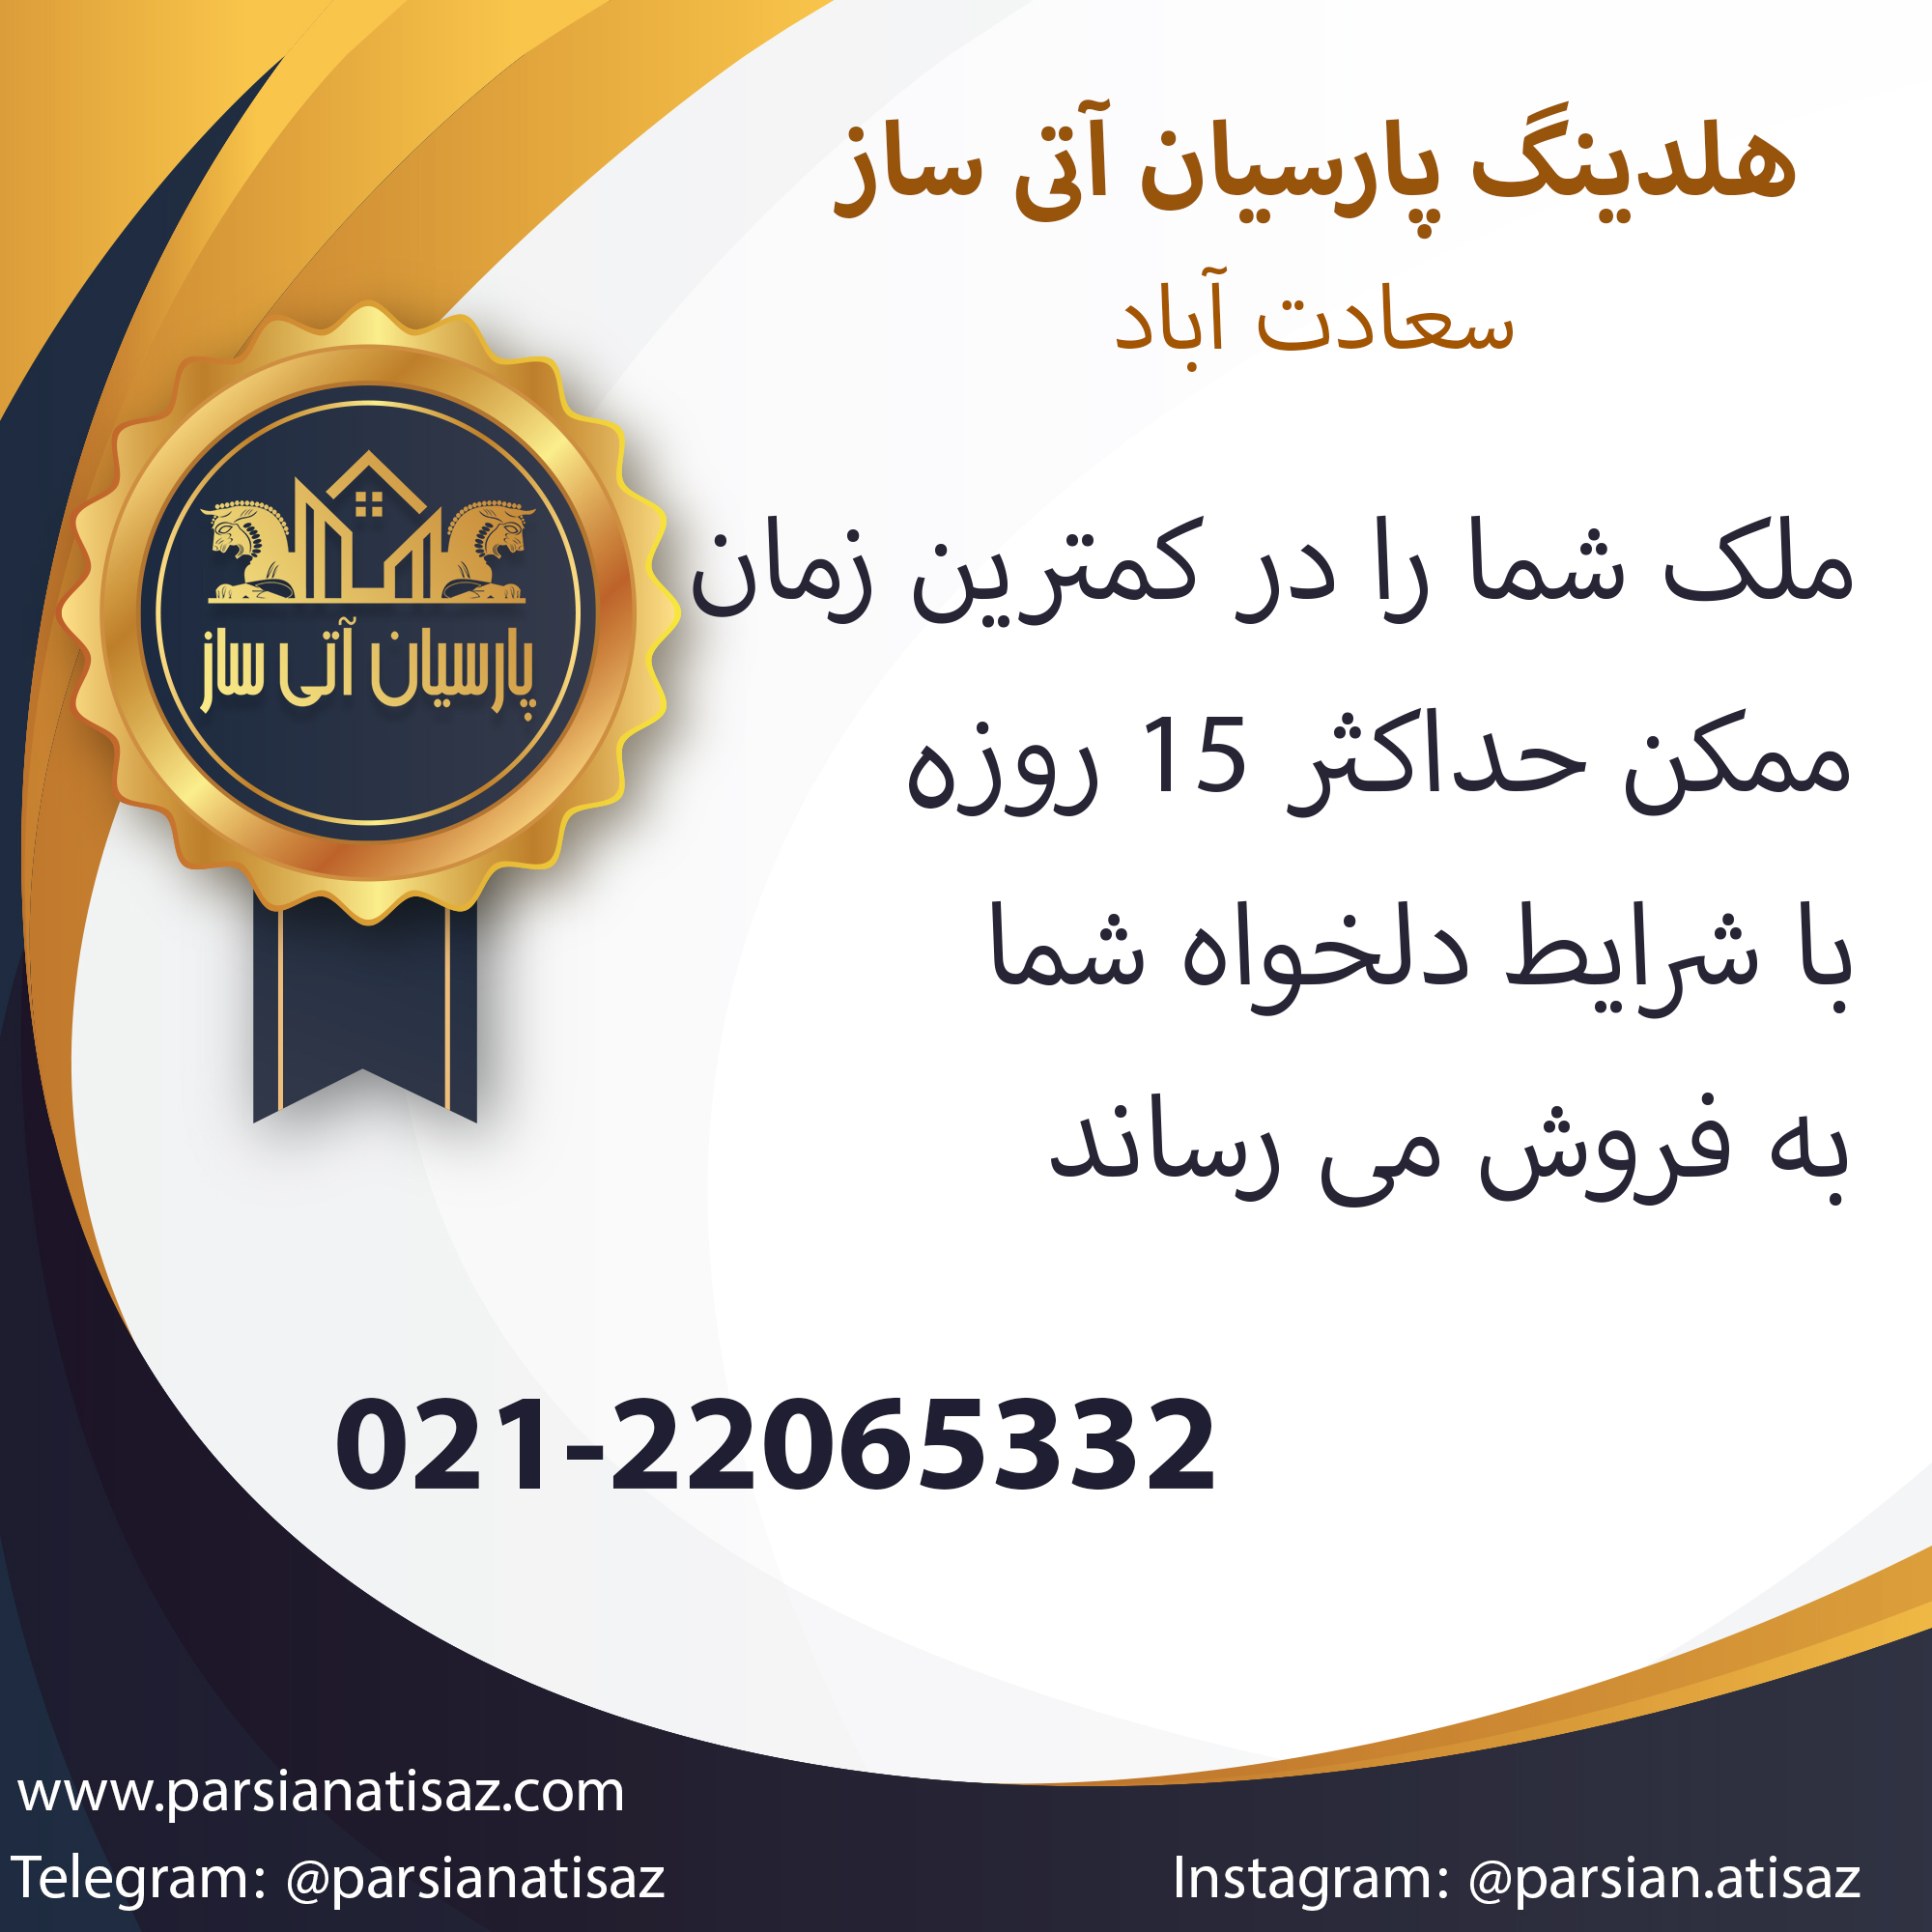 هلدینگ پارسیان آتی ساز
سعادت آباد
پارسیان آتی ساز
ملک شما را در کمترین زمان
ممکن حداکثر 15 روزه
با شرایط دلخواه شما
به فروش می رساند
021-22065332
www.parsianatisaz.com
Telegram: @parsianatisaz
Instagram: @parsian.atisaz